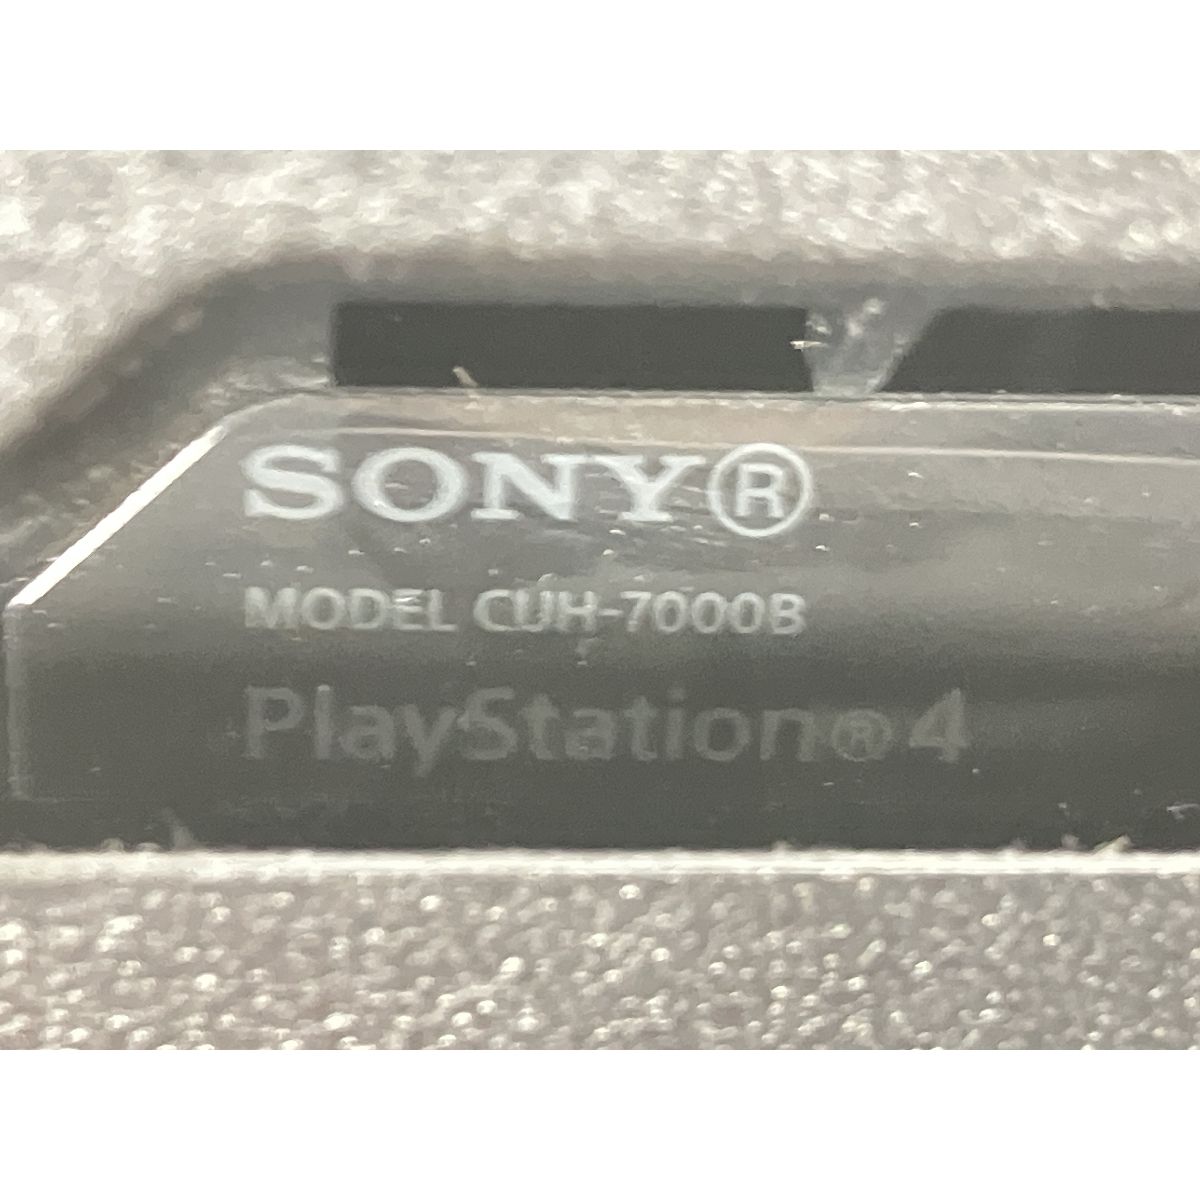 SONY®
MODEL CUH-7000B
PlayStation®4